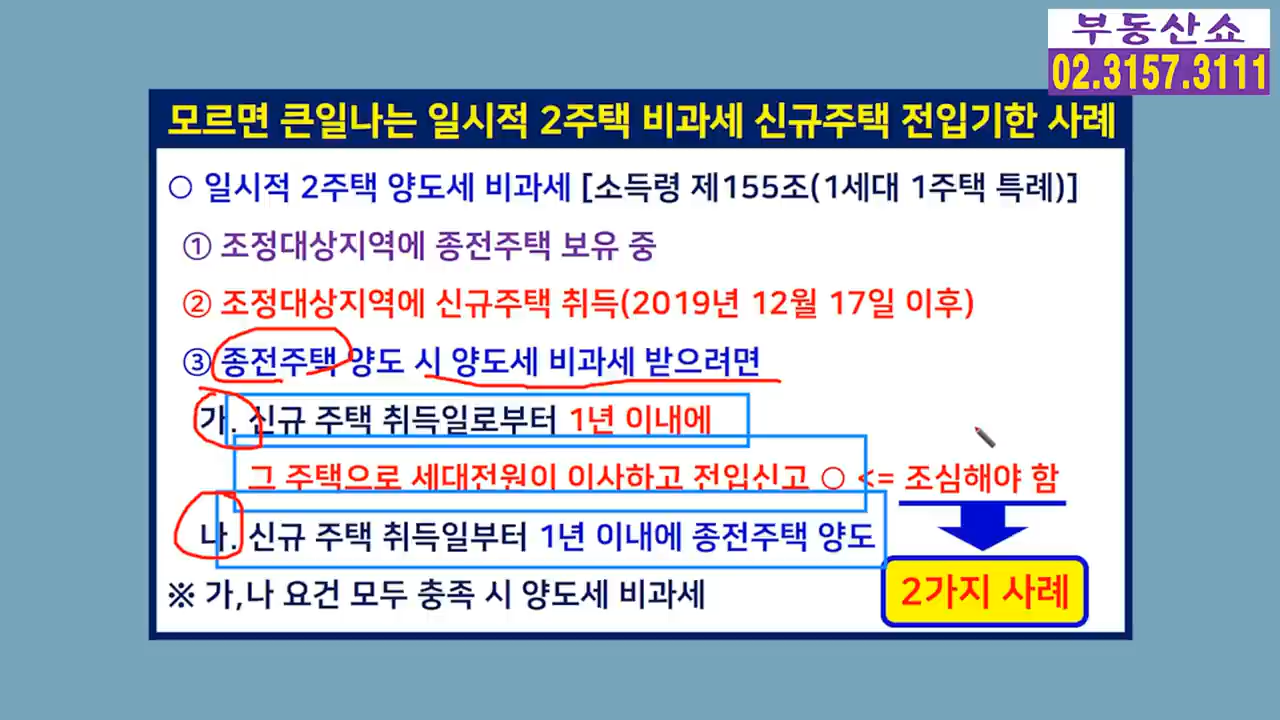 부동산쇼
02.3157.3111
모르면 큰일나는 일시적 2주택 비과세 신규주택 전입기한 사례
○ 일시적 2주택 양도세 비과세 [소득령 제155조(1세대 1주택 특례)]
① 조정대상지역에 종전주택 보유 중
② 조정대상지역에 신규주택 취득(2019년 12월 17일 이후)
③ 종전주택 양도 시 양도세 비과세 받으려면
가. 신규 주택 취득일로부터 1년 이내에
그 주택으로 세대전원이 이사하고 전입신고 ○ <= 조심해야 함
나. 신규 주택 취득일부터 1년 이내에 종전주택 양도
※ 가,나 요건 모두 충족 시 양도세 비과세
2가지 사례